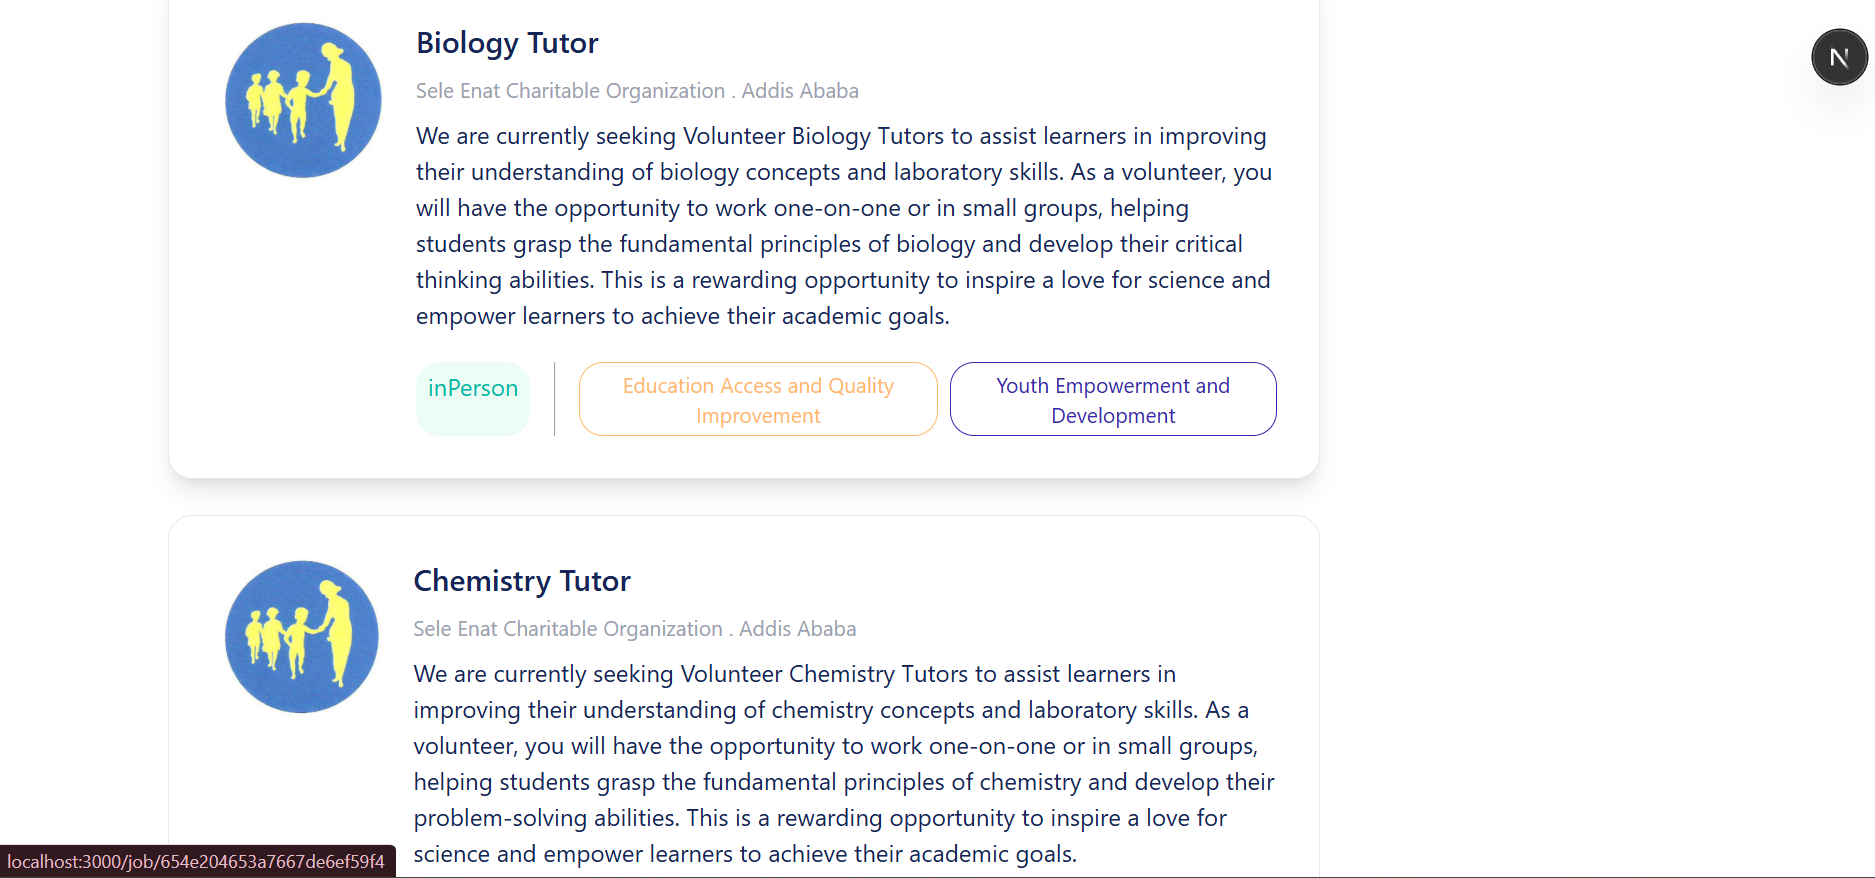 Biology Tutor
Sele Enat Charitable Organization . Addis Ababa
We are currently seeking Volunteer Biology Tutors to assist learners in improving
their understanding of biology concepts and laboratory skills. As a volunteer, you
will have the opportunity to work one-on-one or in small groups, helping
students grasp the fundamental principles of biology and develop their critical
thinking abilities. This is a rewarding opportunity to inspire a love for science and
empower learners to achieve their academic goals.
inPerson
Education Access and Quality
Improvement
Youth Empowerment and
Development
Chemistry Tutor
Sele Enat Charitable Organization . Addis Ababa
We are currently seeking Volunteer Chemistry Tutors to assist learners in
improving their understanding of chemistry concepts and laboratory skills. As a
volunteer, you will have the opportunity to work one-on-one or in small groups,
helping students grasp the fundamental principles of chemistry and develop their
problem-solving abilities. This is a rewarding opportunity to inspire a love for
science and empower learners to achieve their academic goals.
localhost:3000/job/654e204653a7667de6ef59f4
N